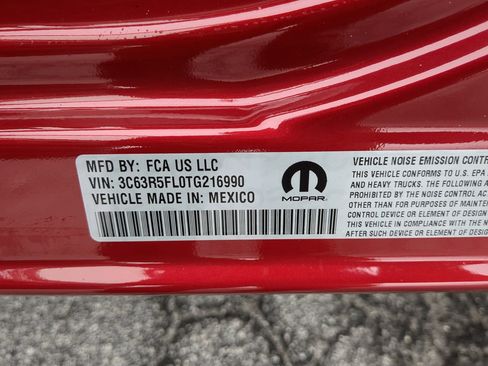 MFD BY: FCA US LLC
VIN: 3C63R5FL0TG216990
VEHICLE MADE IN: MEXICO
MOPAR
VEHICLE NOISE EMISSION CONTR
THIS VEHICLE CONFORMS TO U.S. EPA
AND HEAVY TRUCKS. THE
PROHIBITED BY THE NOISE CONTROL AC
OTHER THAN FOR PURPOSES OF MAINTE
CONTROL DEVICE OR ELEMENT OF DESIG
THIS VEHICLE IN COMPLIANCE WITH THE N
AFTER SUCH DEVICE OR ELEMENT OF